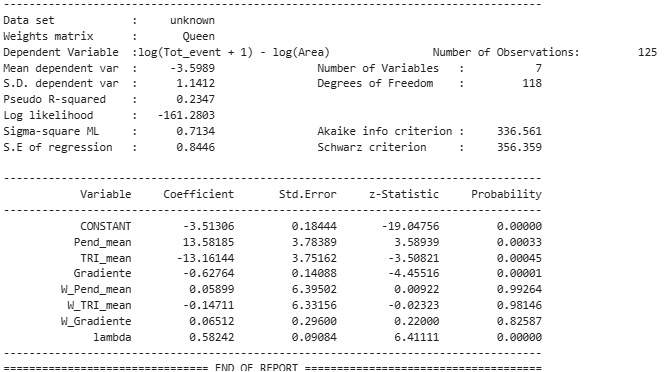 -----------------------------------------------------------------------------------
Data set            :     unknown
Weights matrix      :       Queen
Dependent Variable  :log(Tot_event + 1) - log(Area)                Number of Observations:         125
Mean dependent var  :     -3.5989                Number of Variables   :           7
S.D. dependent var  :      1.1412                Degrees of Freedom    :         118
Pseudo R-squared    :      0.2347
Log likelihood      :   -161.2803
Sigma-square ML     :      0.7134                Akaike info criterion :     336.561
S.E of regression   :      0.8446                Schwarz criterion     :     356.359
-----------------------------------------------------------------------------------
            Variable     Coefficient       Std.Error     z-Statistic     Probability
-----------------------------------------------------------------------------------
            CONSTANT        -3.51306         0.18444       -19.04756         0.00000
           Pend_mean        13.58185         3.78389         3.58939         0.00033
            TRI_mean       -13.16144         3.75162        -3.50821         0.00045
           Gradiente        -0.62764         0.14088        -4.45516         0.00001
         W_Pend_mean         0.05899         6.39502         0.00922         0.99264
          W_TRI_mean        -0.14711         6.33156        -0.02323         0.98146
         W_Gradiente         0.06512         0.29600         0.22000         0.82587
              lambda         0.58242         0.09084         6.41111         0.00000
-----------------------------------------------------------------------------------
================================ END OF REPORT =====================================